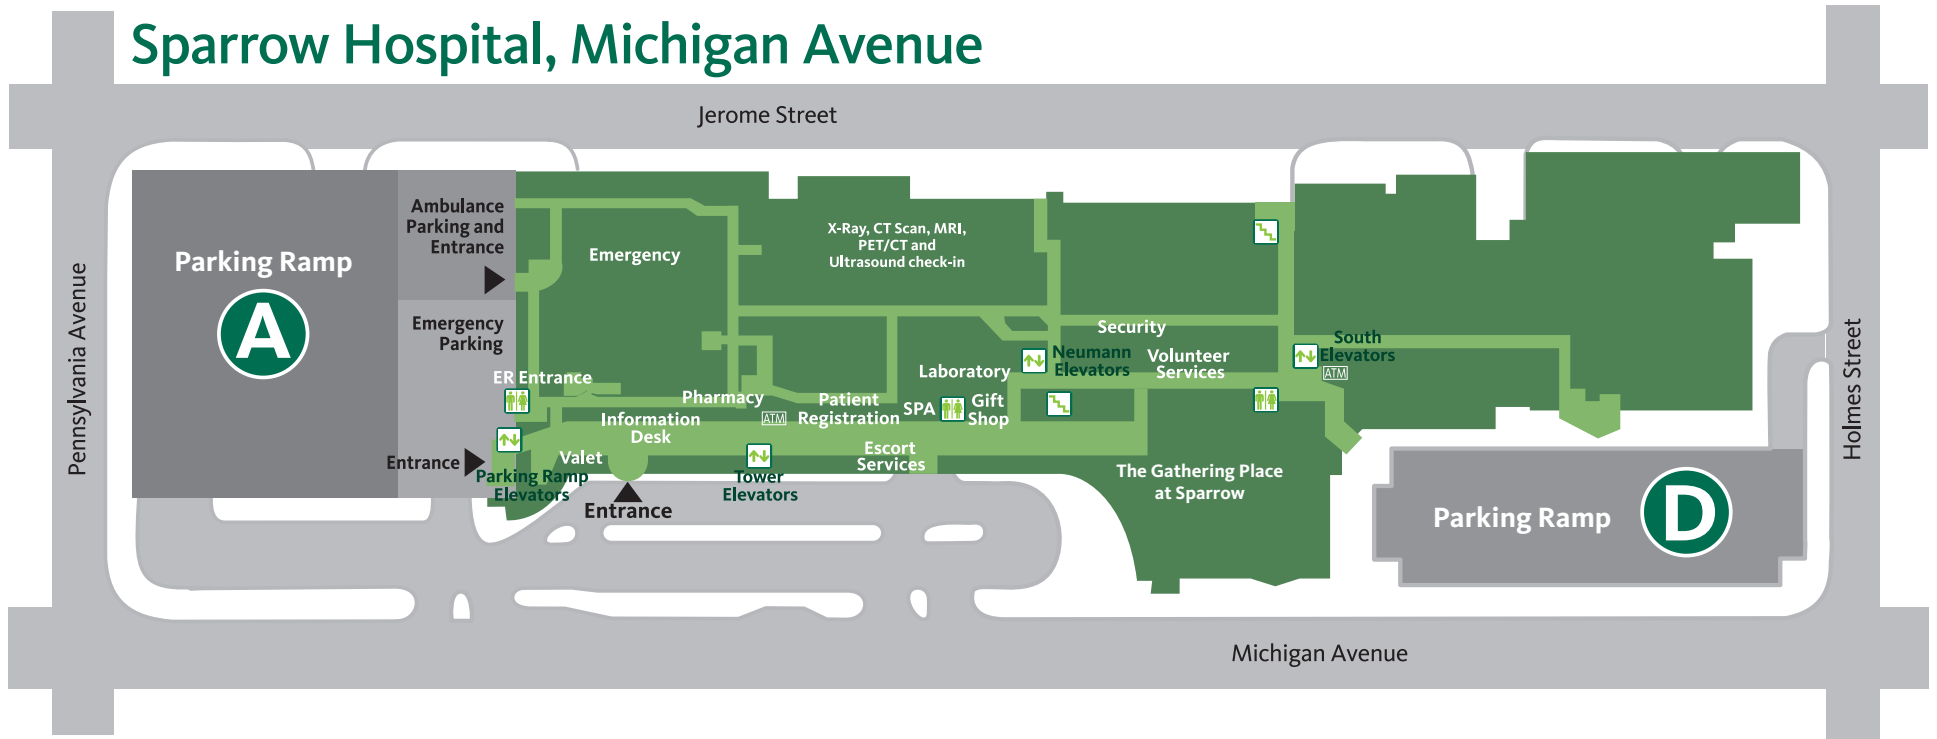 Sparrow Hospital, Michigan Avenue
Jerome Street
Pennsylvania Avenue
Parking Ramp
A
Ambulance
Parking and
Entrance
Emergency
Parking
Emergency
X-Ray, CT Scan, MRI,
PET/CT and
Ultrasound check-in
ER Entrance
Entrance
Parking Ramp
Elevators
Valet
Information
Desk
Entrance
Pharmacy
ATM
Tower
Elevators
Patient
Registration
Escort
Services
SPA
Gift
Shop
Laboratory
Neumann
Elevators
Security
Volunteer
Services
South
Elevators
ATM
The Gathering Place
at Sparrow
Parking Ramp
D
Holmes Street
Michigan Avenue